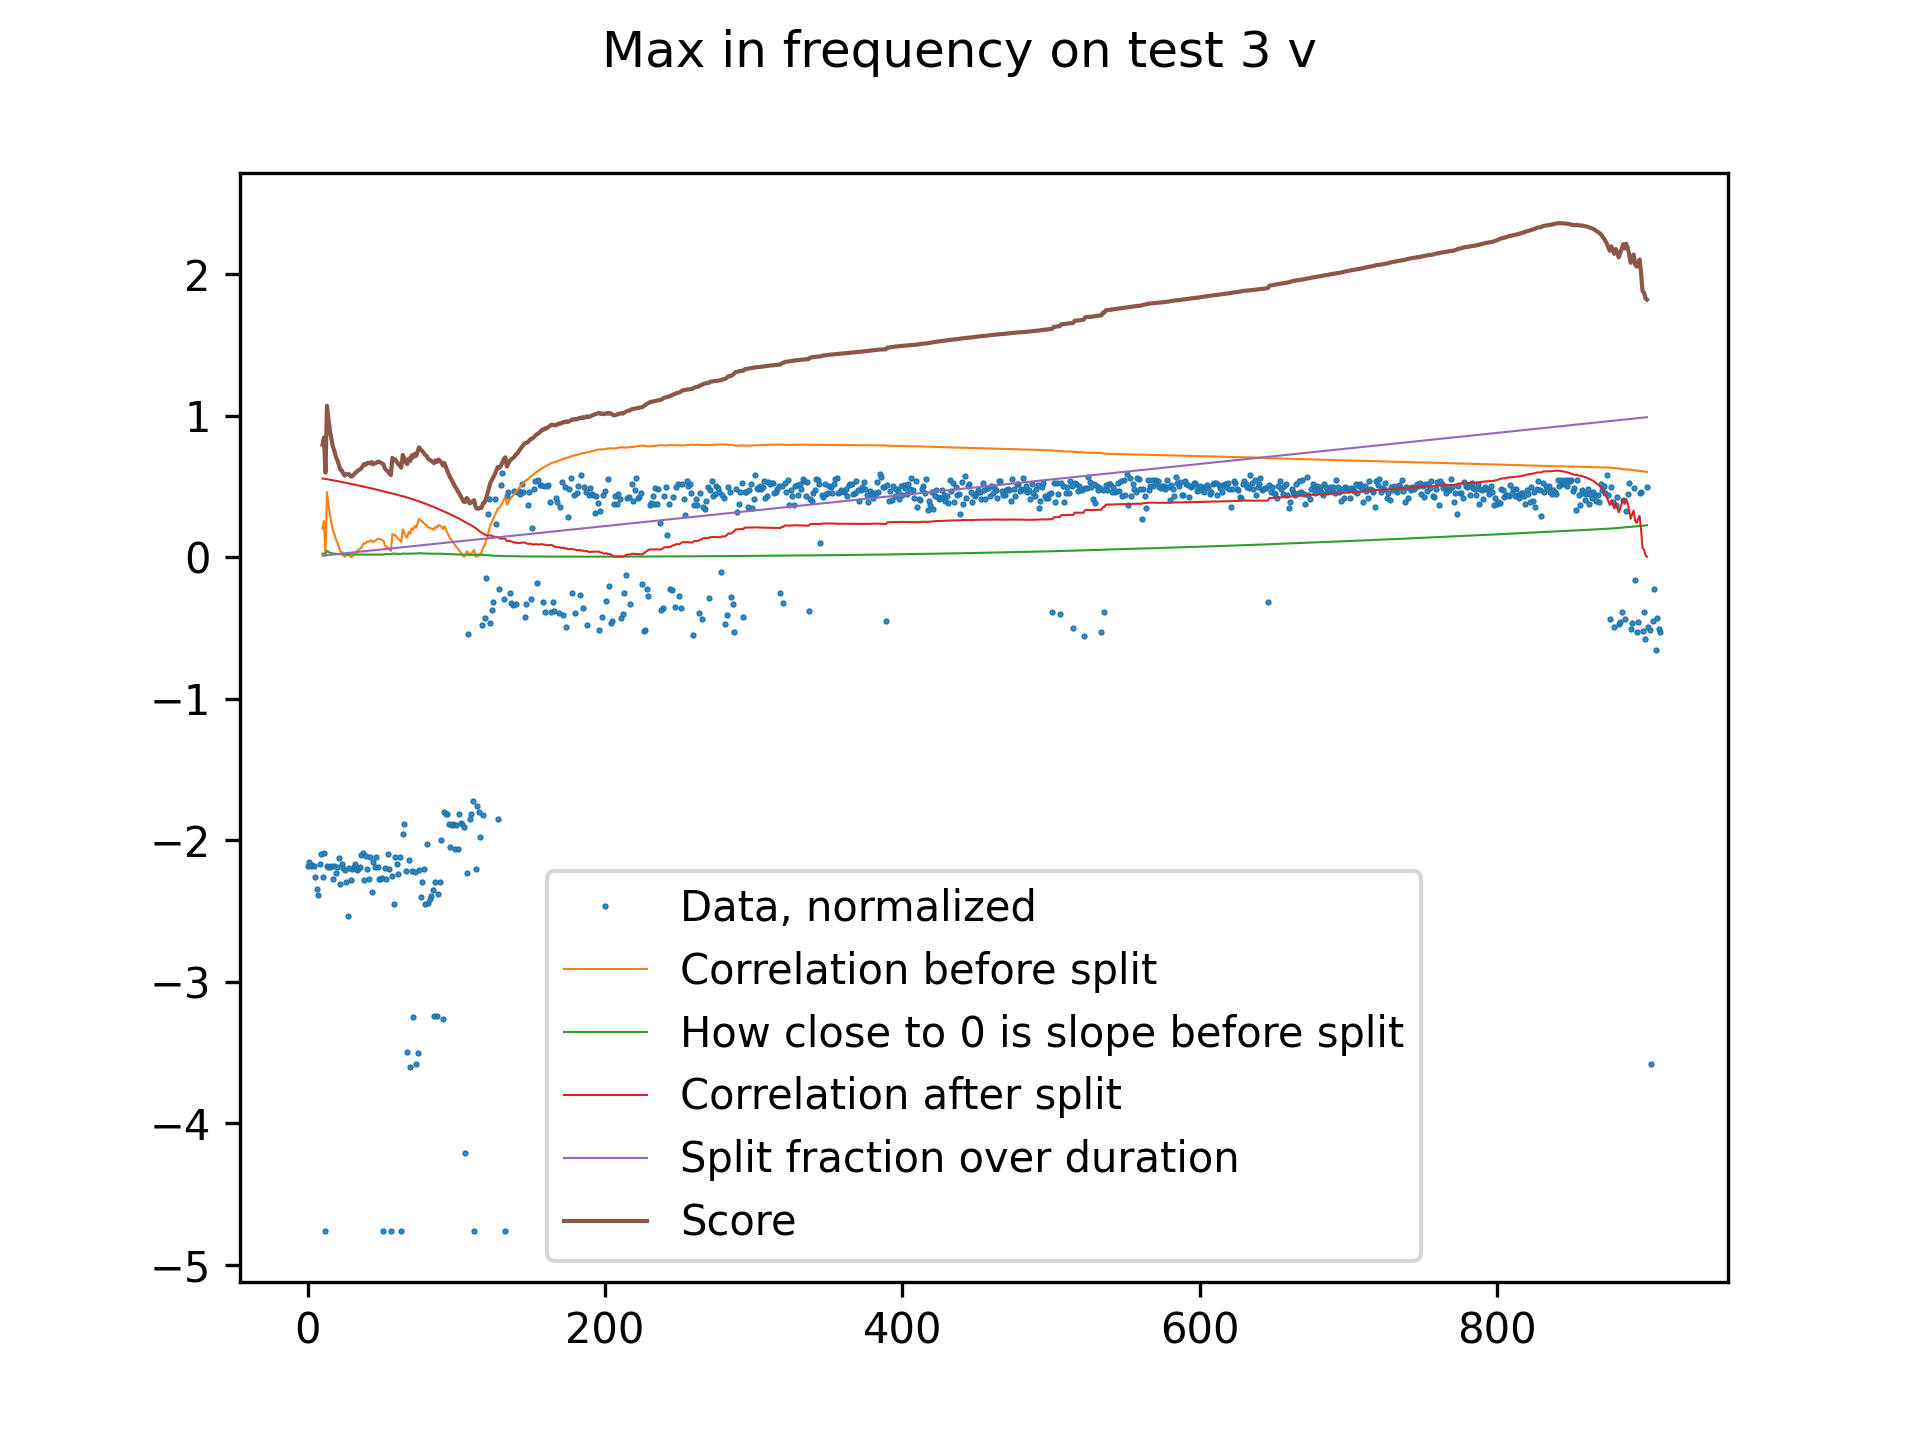 Max in frequency on test 3 v
2
1
0
−1
−2
−3
−4
−5
Data, normalized
Correlation before split
How close to 0 is slope before split
Correlation after split
Split fraction over duration
Score
0 200 400 600 800